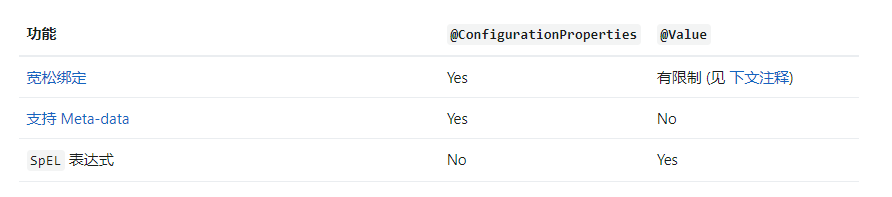 功能 @ConfigurationProperties @Value
宽松绑定 Yes 有限制 (见 下文注释)
支持 Meta-data Yes No
SpEL 表达式 No Yes